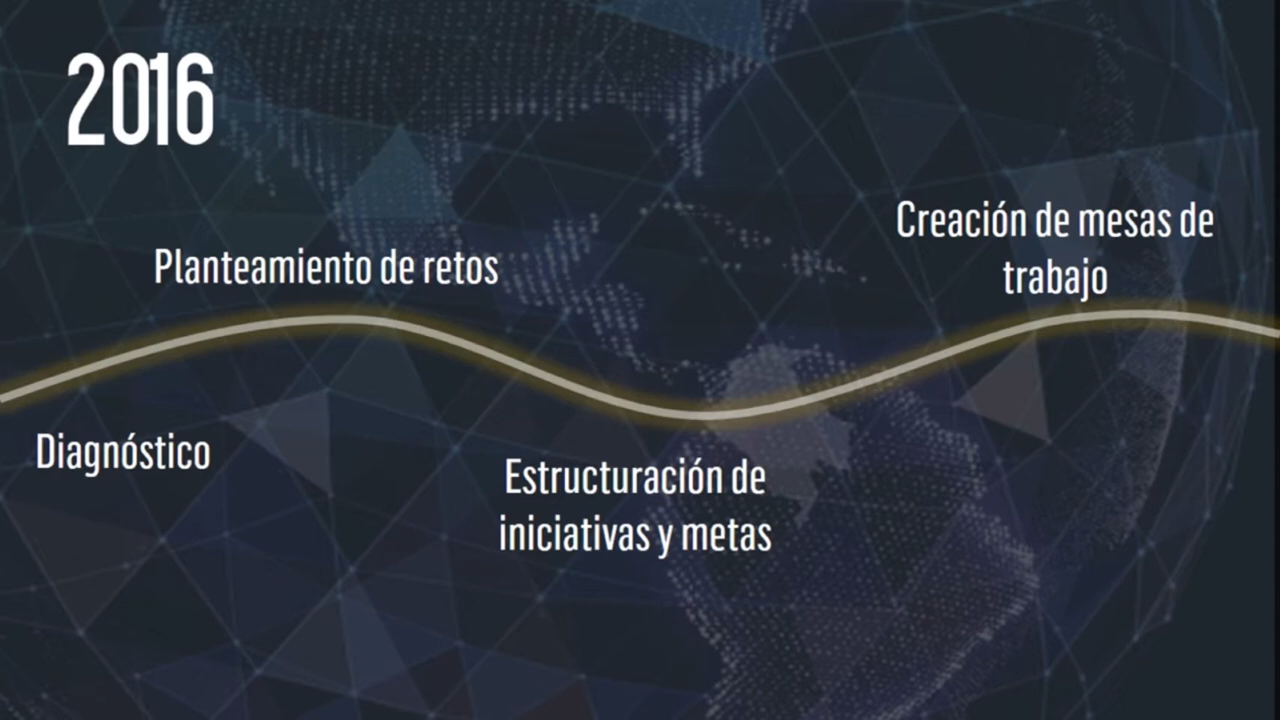 2016
Diagnóstico
Planteamiento de retos
Estructuración de
iniciativas y metas
Creación de mesas de
trabajo